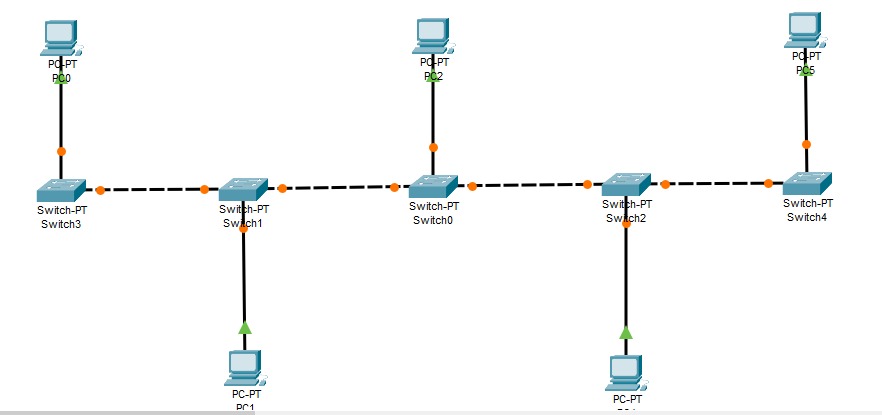 PC-PT
PC0
PC-PT
PC2
PC-PT
PC5
Switch-PT
Switch3
Switch-PT
Switch1
Switch-PT
Switch0
Switch-PT
Switch2
Switch-PT
Switch4
PC-PT
PC1
PC-PT